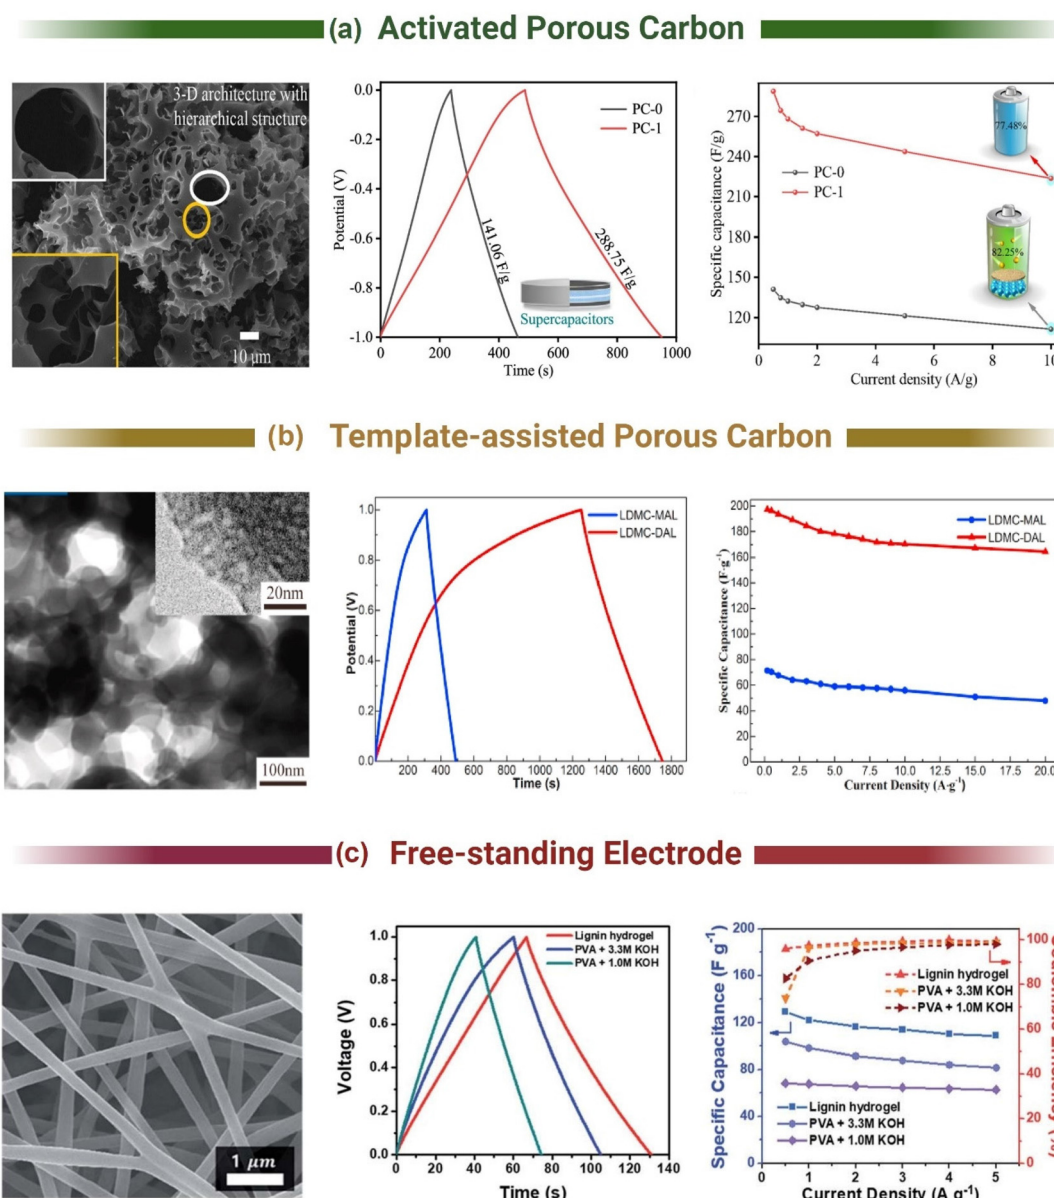 (a) Activated Porous Carbon
3-D architecture with
hierarchical structure
10 μm
0.0
-0.2
-0.4
-0.6
-0.8
-1.0
Potential (V)
0 200 400 600 800 1000
Time (s)
PC-0
PC-1
141.06 F/g
288.75 F/g
Supercapacitors
270
240
210
180
150
120
Specific capacitance (F/g)
0 2 4 6 8 10
Current density (A/g)
PC-0
PC-1
77.48%
82.25%
(b) Template-assisted Porous Carbon
20nm
100nm
1.0
0.8
0.6
0.4
0.2
0.0
Potential (V)
200 400 600 800 1000 1200 1400 1600 1800
Time (s)
LDMC-MAL
LDMC-DAL
200
180
160
140
120
100
80
60
40
20
0
Specific Capacitance (F·g-1)
0.0 2.5 5.0 7.5 10.0 12.5 15.0 17.5 20.0
Current Density (A·g-1)
LDMC-MAL
LDMC-DAL
(c) Free-standing Electrode
1 μm
1.0
0.8
0.6
0.4
0.2
0.0
Voltage (V)
0 20 40 60 80 100 120 140
Time (s)
Lignin hydrogel
PVA + 3.3M KOH
PVA + 1.0M KOH
200
160
120
80
40
0
Specific Capacitance (F g-1)
0 1 2 3 4 5
Current Density (A g-1)
Lignin hydrogel
PVA + 3.3M KOH
PVA + 1.0M KOH
Lignin hydrogel
PVA + 3.3M KOH
PVA + 1.0M KOH
100
80
60
40
20
0